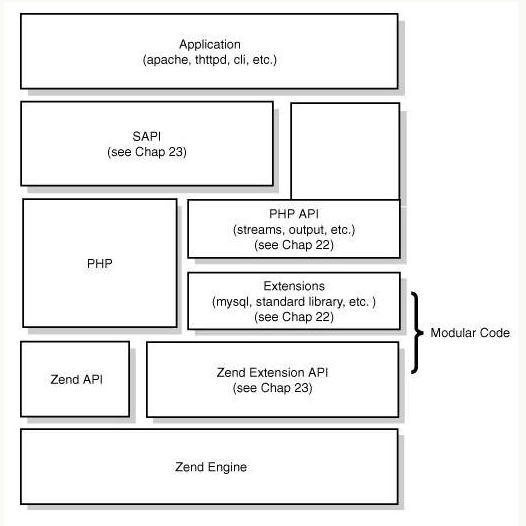 Application
(apache, thttpd, cli, etc.)
SAPI
(see Chap 23)
PHP API
(streams, output, etc.)
(see Chap 22)
PHP
Extensions
(mysql, standard library, etc. )
(see Chap 22)
Modular Code
Zend API
Zend Extension API
(see Chap 23)
Zend Engine